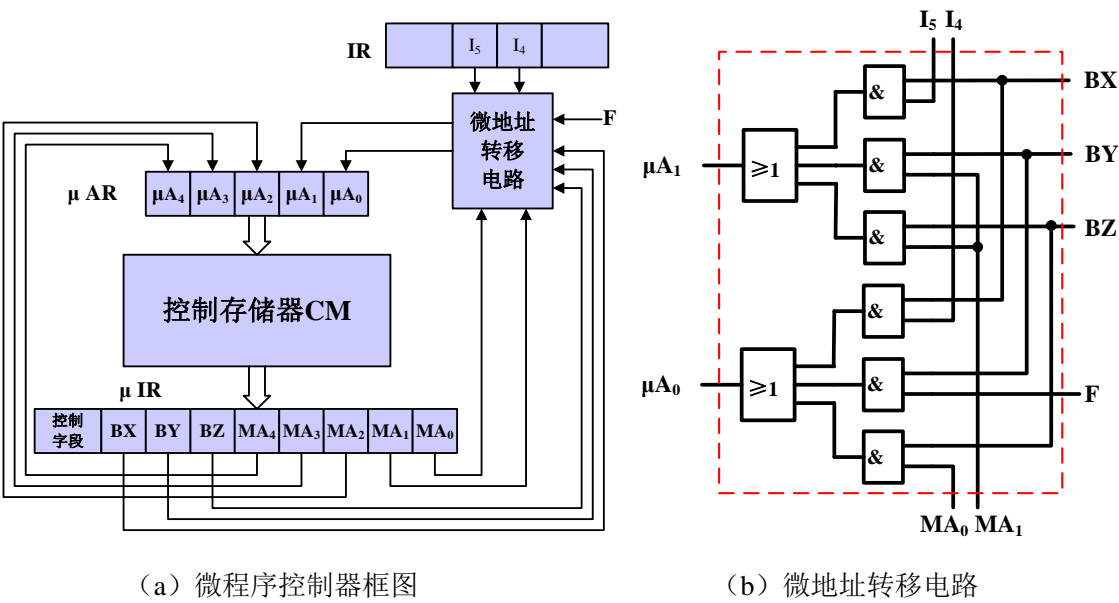 IR I₅ I₄
微地址
转移
电路
F
μ AR μA₄ μA₃ μA₂ μA₁ μA₀
控制存储器CM
μ IR
控制
字段
BX BY BZ MA₄ MA₃ MA₂ MA₁ MA₀
(a)微程序控制器框图
I₅ I₄
& BX
μA₁ ≥1 & BY
& BZ
&
μA₀ ≥1 & F
&
MA₀ MA₁
(b)微地址转移电路